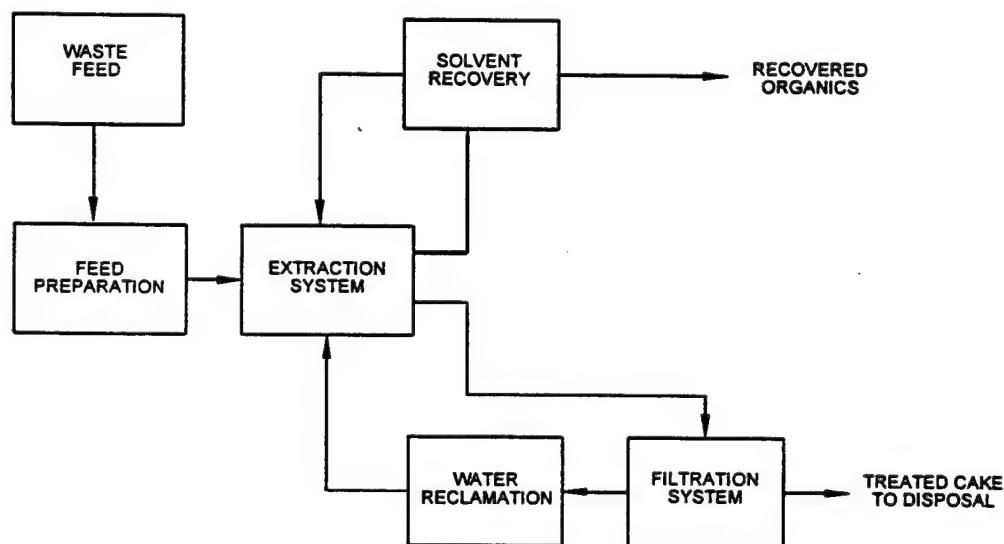 WASTE
FEED
SOLVENT
RECOVERY
RECOVERED
ORGANICS
FEED
PREPARATION
EXTRACTION
SYSTEM
WATER
RECLAMATION
FILTRATION
SYSTEM
TREATED CAKE
TO DISPOSAL